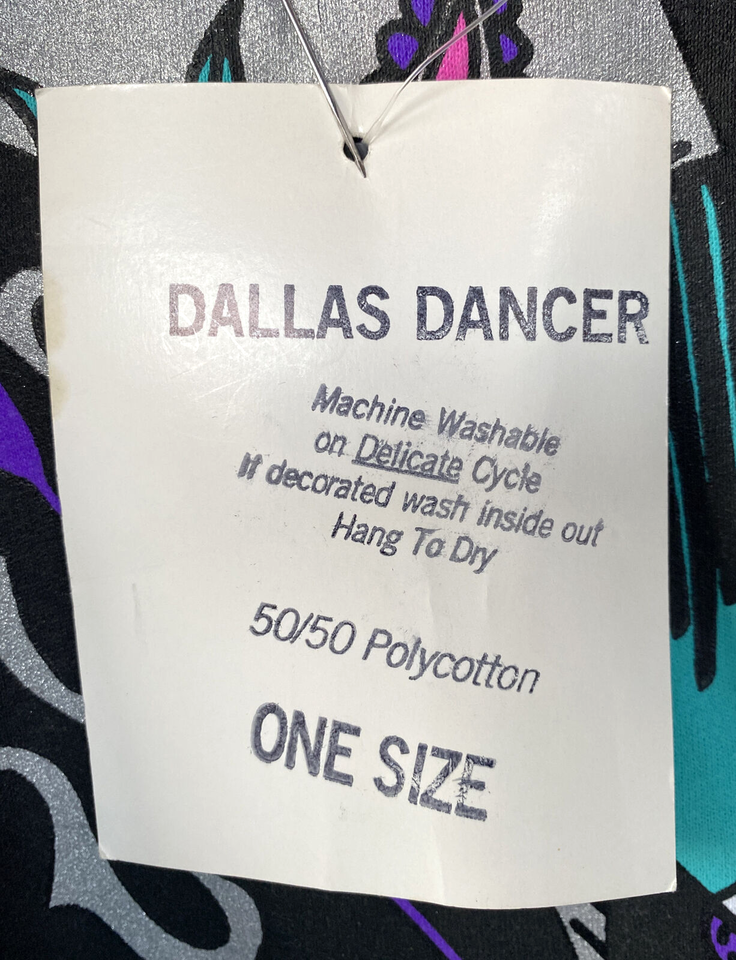 DALLAS DANCER
Machine Washable
on Delicate Cycle
If decorated wash inside out
Hang To Dry
50/50 Polycotton
ONE SIZE